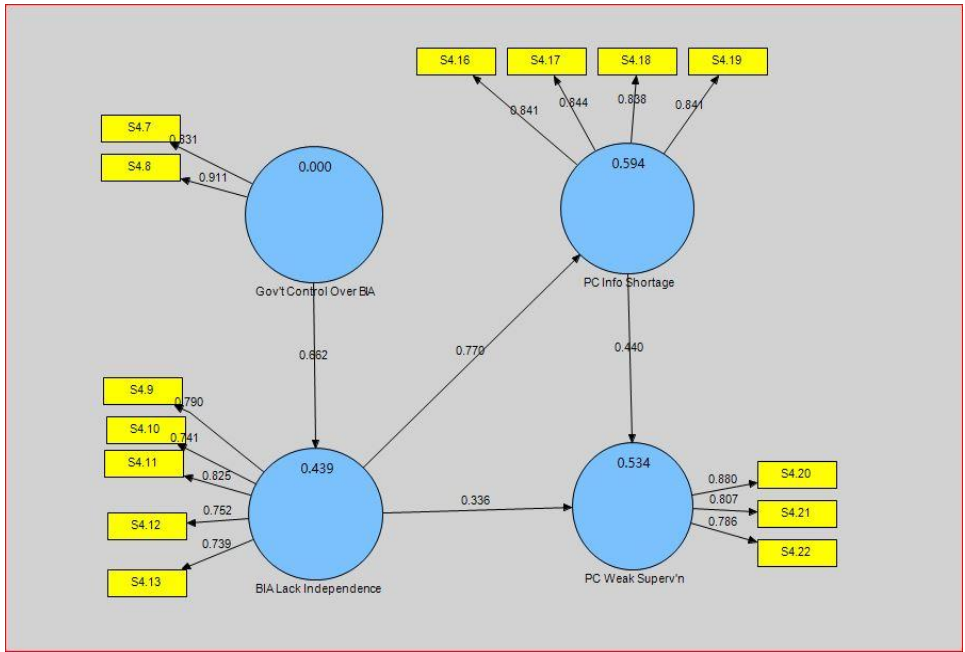 S4.16
S4.17
S4.18
S4.19
0.841
0.844
0.838
0.841
S4.7
0.831
S4.8
0.911
0.000
Gov't Control Over BIA
0.594
PC Info Shortage
0.662
0.770
0.440
S4.9
0.790
S4.10
0.741
S4.11
0.825
S4.12
0.752
S4.13
0.739
0.439
BIA Lack Independence
0.336
0.534
PC Weak Superv'n
0.880
S4.20
0.807
S4.21
0.786
S4.22